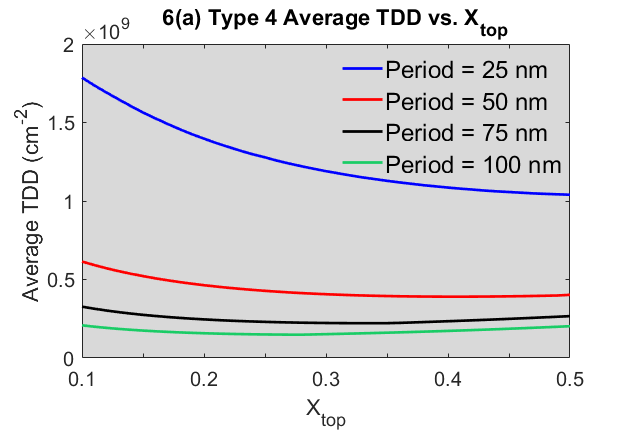 6(a) Type 4 Average TDD vs. X_top
×10^9
2
1.5
1
0.5
0
Average TDD (cm^-2)
Period = 25 nm
Period = 50 nm
Period = 75 nm
Period = 100 nm
0.1 0.2 0.3 0.4 0.5
X_top